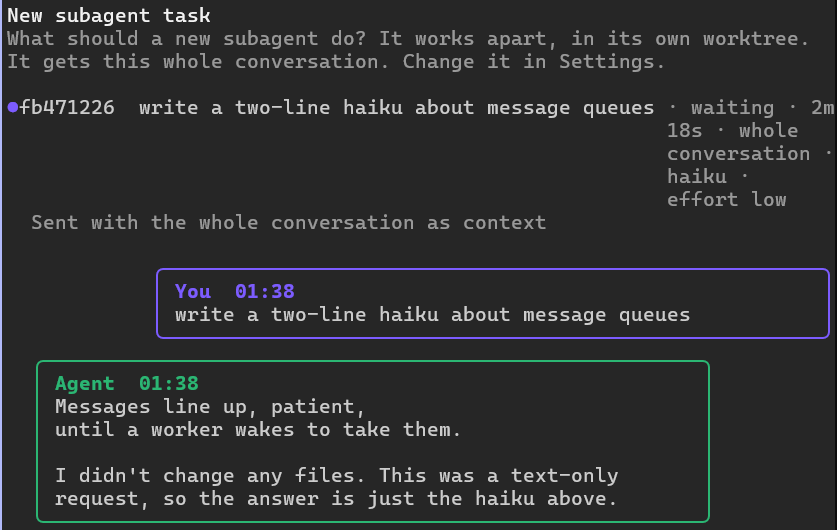 New subagent task
What should a new subagent do? It works apart, in its own worktree.
It gets this whole conversation. Change it in Settings.
●fb471226  write a two-line haiku about message queues · waiting · 2m
18s · whole
conversation ·
haiku ·
effort low
Sent with the whole conversation as context
You  01:38
write a two-line haiku about message queues
Agent  01:38
Messages line up, patient,
until a worker wakes to take them.
I didn't change any files. This was a text-only
request, so the answer is just the haiku above.